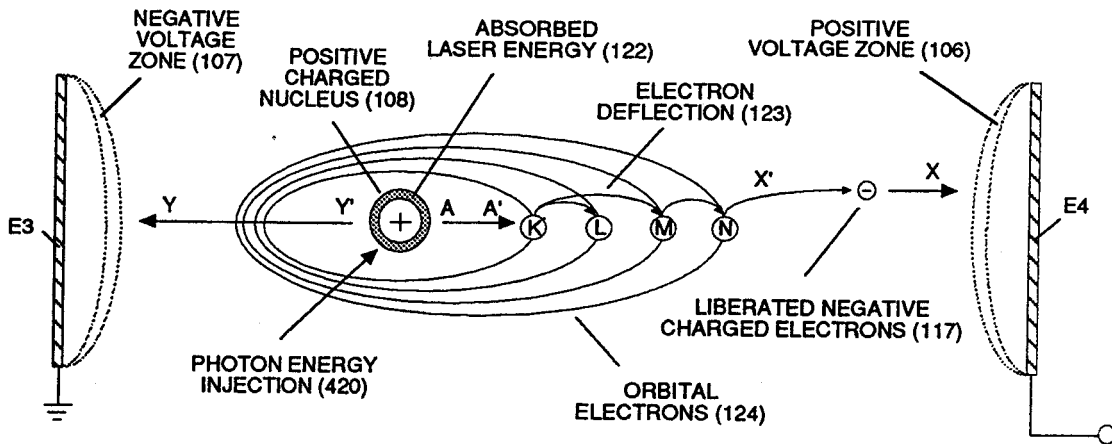 NEGATIVE
VOLTAGE
ZONE (107)
POSITIVE
CHARGED
NUCLEUS (108)
ABSORBED
LASER ENERGY (122)
ELECTRON
DEFLECTION (123)
POSITIVE
VOLTAGE ZONE (106)
E3
Y
Y'
+
A
A'
K
L
M
N
X'
−
X
E4
PHOTON ENERGY
INJECTION (420)
ORBITAL
ELECTRONS (124)
LIBERATED NEGATIVE
CHARGED ELECTRONS (117)